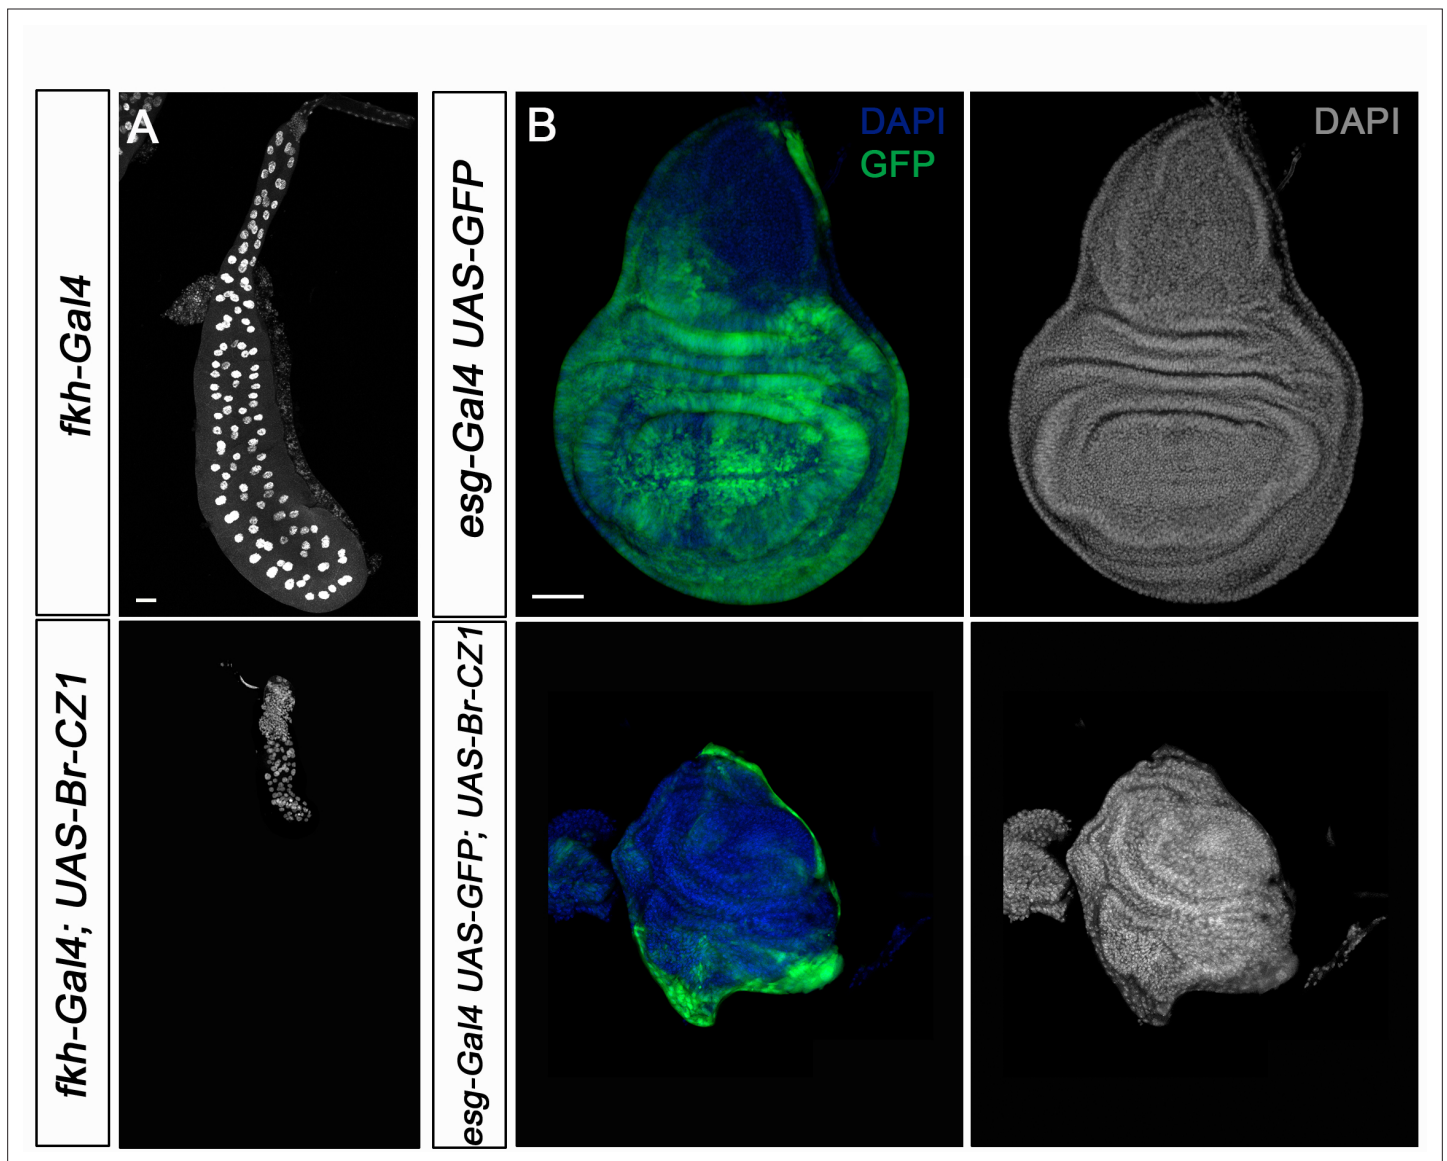 fkh-Gal4
A
esg-Gal4 UAS-GFP
B
DAPI
GFP
DAPI
fkh-Gal4; UAS-Br-CZ1
esg-Gal4 UAS-GFP; UAS-Br-CZ1